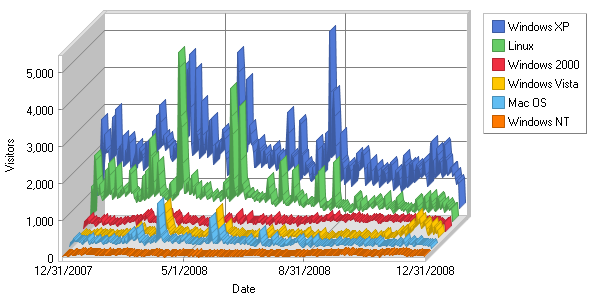 Windows XP
Linux
Windows 2000
Windows Vista
Mac OS
Windows NT
5,000
4,000
3,000
2,000
1,000
0
Visitors
12/31/2007 5/1/2008 8/31/2008 12/31/2008
Date